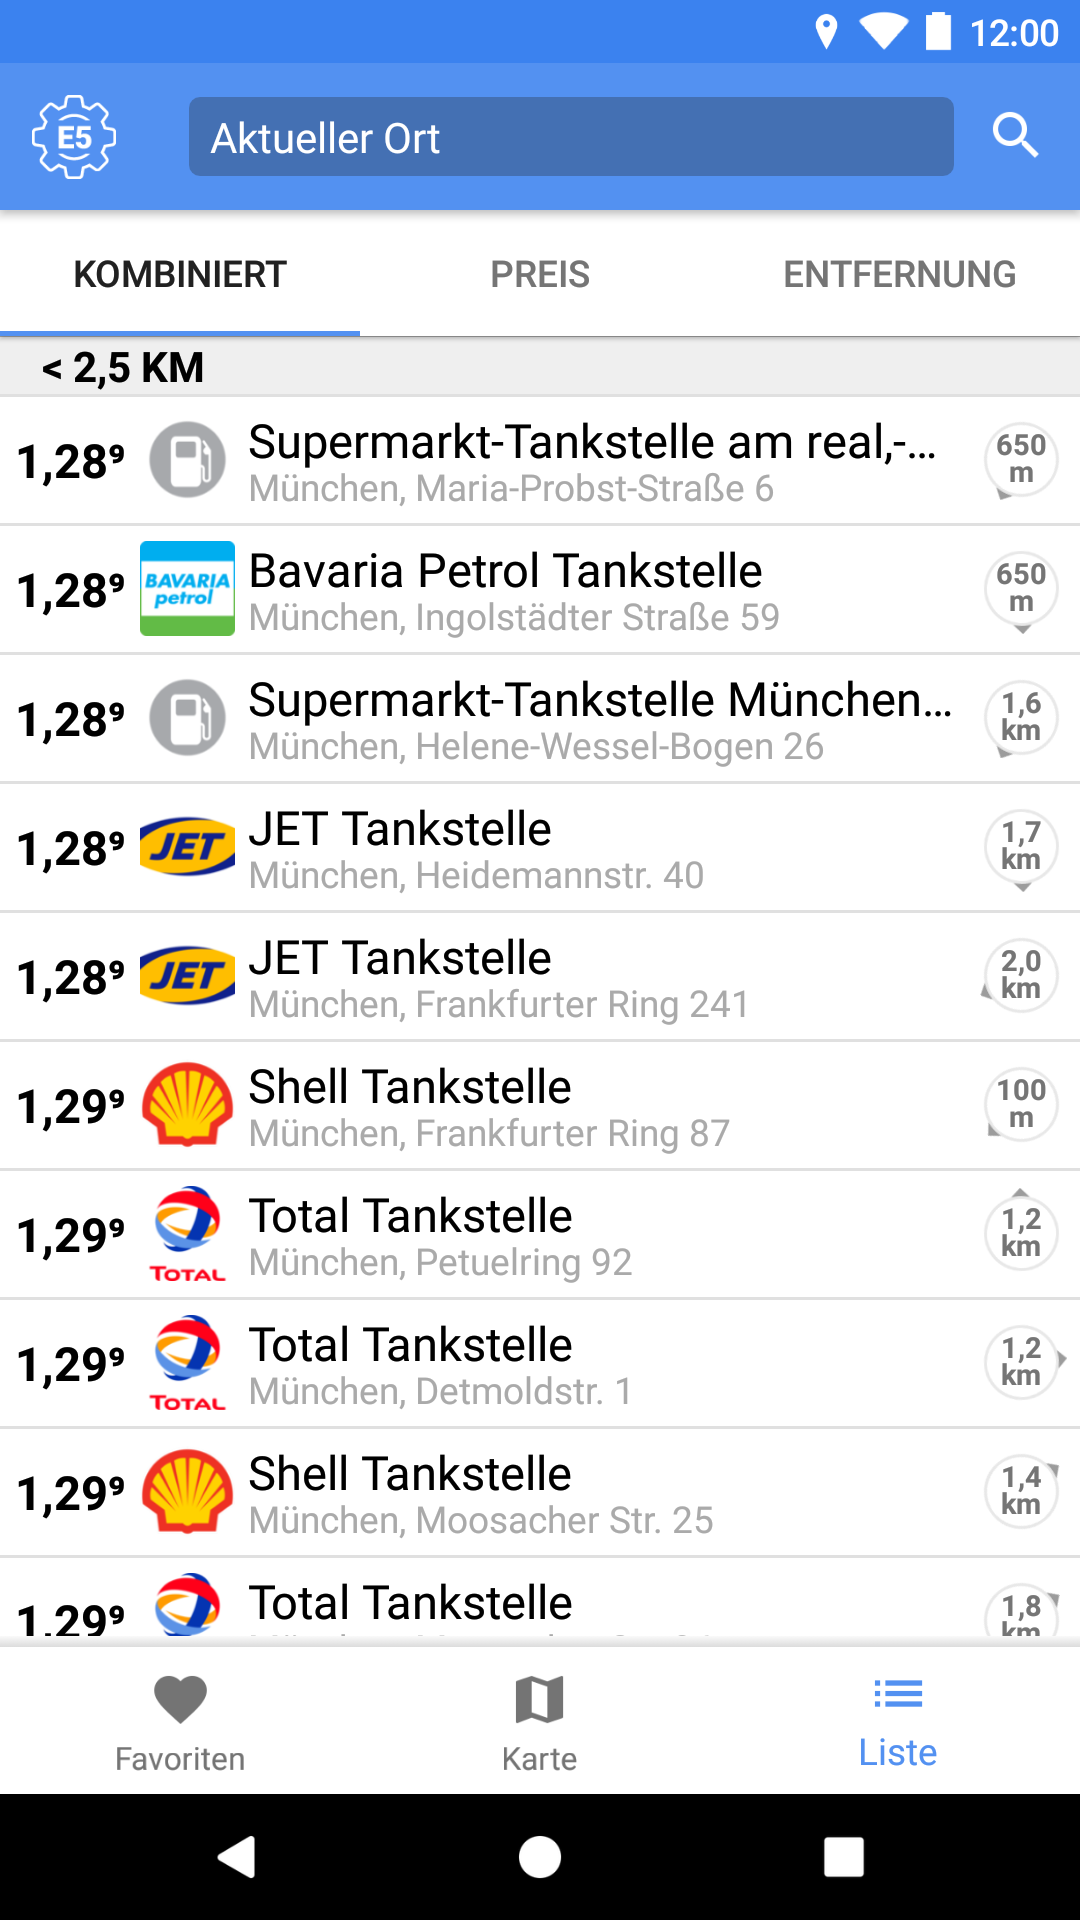 12:00
E5
Aktueller Ort
KOMBINIERT
PREIS
ENTFERNUNG
< 2,5 KM
1,28⁹
Supermarkt-Tankstelle am real,-...
München, Maria-Probst-Straße 6
650 m
1,28⁹
BAVARIA petrol
Bavaria Petrol Tankstelle
München, Ingolstädter Straße 59
650 m
1,28⁹
Supermarkt-Tankstelle München...
München, Helene-Wessel-Bogen 26
1,6 km
1,28⁹
JET
JET Tankstelle
München, Heidemannstr. 40
1,7 km
1,28⁹
JET
JET Tankstelle
München, Frankfurter Ring 241
2,0 km
1,29⁹
Shell Tankstelle
München, Frankfurter Ring 87
100 m
1,29⁹
TOTAL
Total Tankstelle
München, Petuelring 92
1,2 km
1,29⁹
TOTAL
Total Tankstelle
München, Detmoldstr. 1
1,2 km
1,29⁹
Shell Tankstelle
München, Moosacher Str. 25
1,4 km
1,29⁹
Total Tankstelle
1,8 km
Favoriten
Karte
Liste